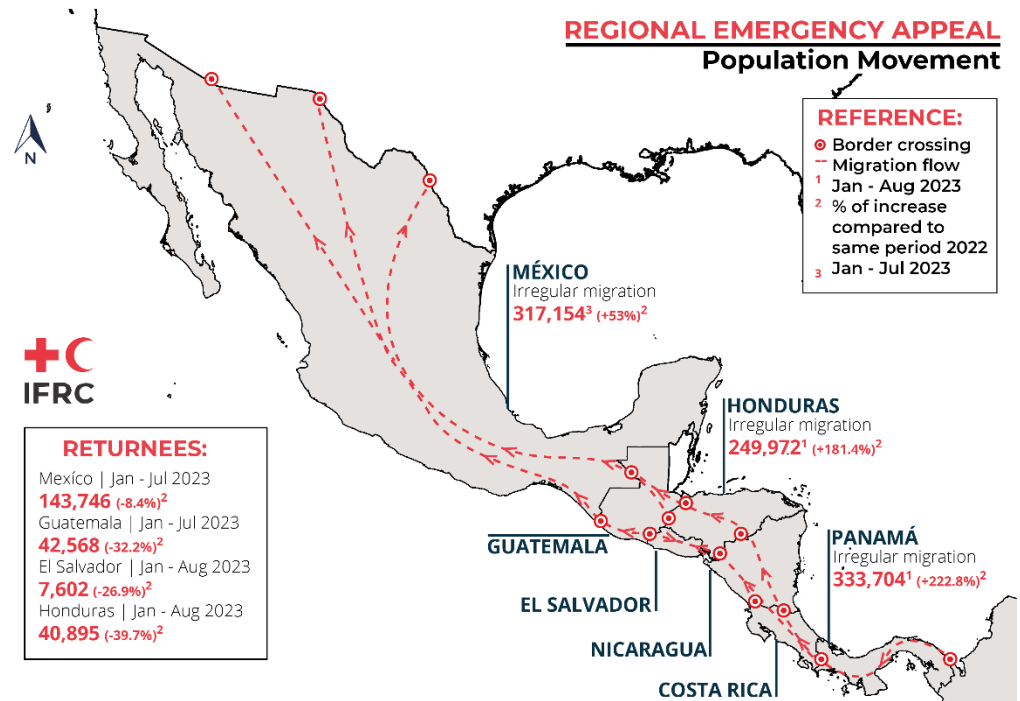 REGIONAL EMERGENCY APPEAL
Population Movement
REFERENCE:
Border crossing
Migration flow
1 Jan - Aug 2023
2 % of increase
compared to
same period 2022
3 Jan - Jul 2023
N
MÉXICO
Irregular migration
317,154³ (+53%)²
IFRC
HONDURAS
Irregular migration
249,972¹ (+181.4%)²
RETURNEES:
Mexíco | Jan - Jul 2023
143,746 (-8.4%)²
Guatemala | Jan - Jul 2023
42,568 (-32.2%)²
El Salvador | Jan - Aug 2023
7,602 (-26.9%)²
Honduras | Jan - Aug 2023
40,895 (-39.7%)²
GUATEMALA
PANAMÁ
Irregular migration
333,704¹ (+222.8%)²
EL SALVADOR
NICARAGUA
COSTA RICA